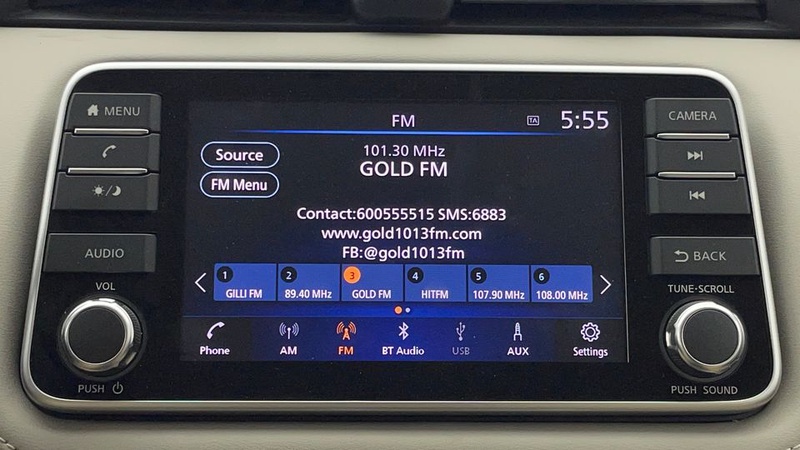 MENU
AUDIO
VOL
PUSH
FM TA 5:55
Source
FM Menu
101.30 MHz
GOLD FM
Contact:600555515 SMS:6883
www.gold1013fm.com
FB:@gold1013fm
1 2 3 4 5 6
GILLI FM 89.40 MHz GOLD FM HITFM 107.90 MHz 108.00 MHz
Phone AM FM BT Audio USB AUX Settings
CAMERA
BACK
TUNE·SCROLL
PUSH SOUND